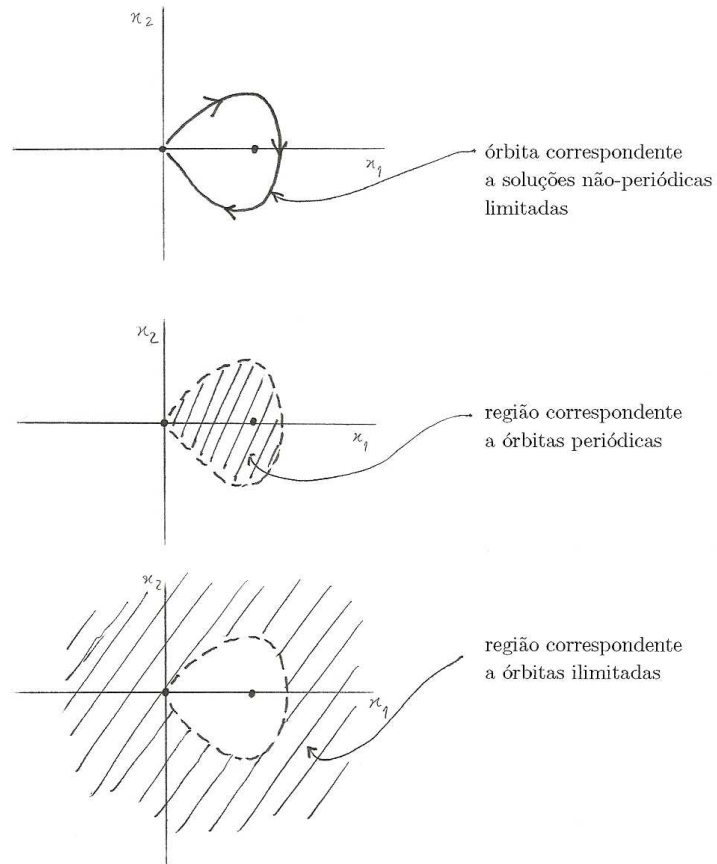 x₂
x₁
órbita correspondente
a soluções não-periódicas
limitadas
x₂
x₁
região correspondente
a órbitas periódicas
x₂
x₁
região correspondente
a órbitas ilimitadas